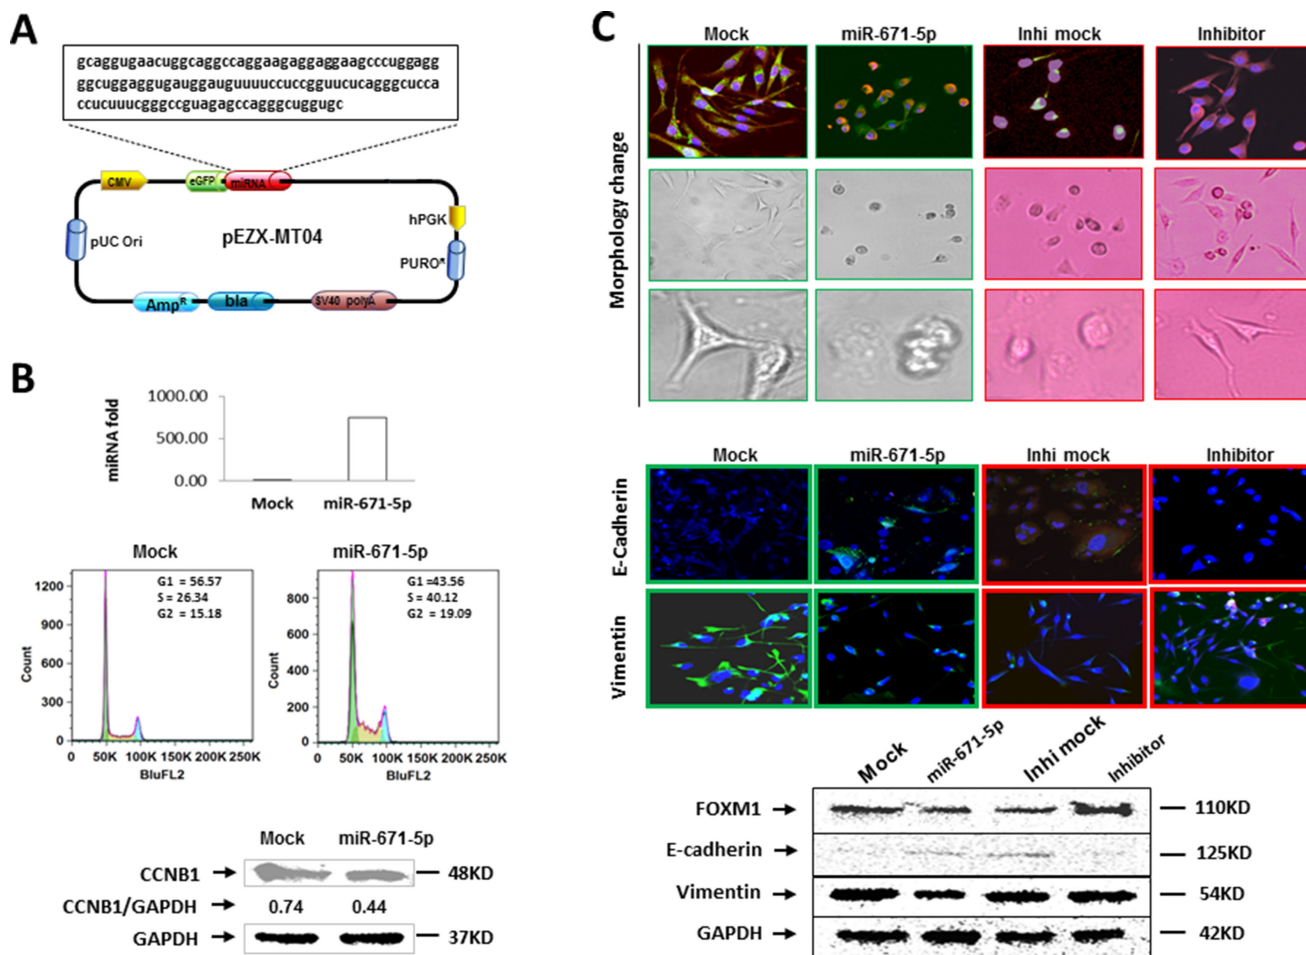 A
gcaggugaacuggcaggccaggaagaggaggaagcccuggagg
ggcuggaggugauggauguuuuccuccgguucucagggcucca
ccucuuucgggccguagagccagggcuggugc
CMV
eGFP
miRNA
hPGK
pUC Ori
pEZX-MT04
PUROᴿ
Ampᴿ
bla
SV40 polyA
B
miRNA fold
1000.00
500.00
0.00
Mock
miR-671-5p
Mock
miR-671-5p
Count
1200
900
600
300
0
G1 = 56.57
S = 26.34
G2 = 15.18
0 50K 100K 150K 200K 250K
BluFL2
Count
800
600
400
200
0
G1 =43.56
S = 40.12
G2 = 19.09
0 50K 100K 150K 200K 250K
BluFL2
Mock
miR-671-5p
CCNB1
48KD
CCNB1/GAPDH
0.74
0.44
GAPDH
37KD
C
Mock
miR-671-5p
Inhi mock
Inhibitor
Morphology change
Mock
miR-671-5p
Inhi mock
Inhibitor
E-Cadherin
Vimentin
Mock
miR-671-5p
Inhi mock
Inhibitor
FOXM1
110KD
E-cadherin
125KD
Vimentin
54KD
GAPDH
42KD